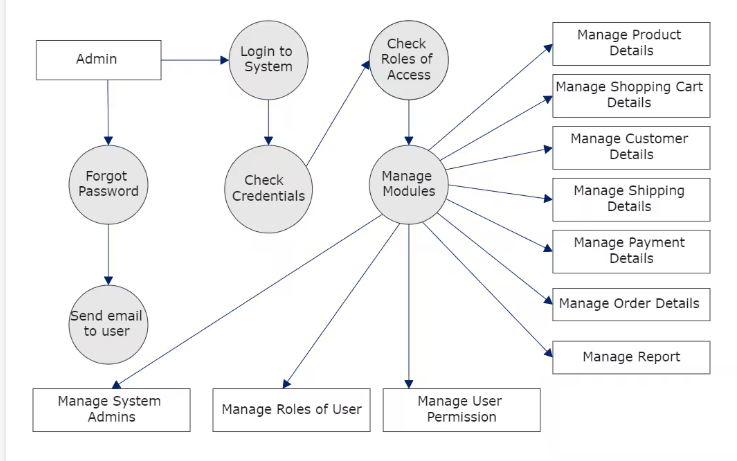 Admin
Login to
System
Check
Roles of
Access
Manage Product
Details
Manage Shopping Cart
Details
Manage Customer
Details
Forgot
Password
Check
Credentials
Manage
Modules
Manage Shipping
Details
Manage Payment
Details
Send email
to user
Manage Order Details
Manage Report
Manage System
Admins
Manage Roles of User
Manage User
Permission